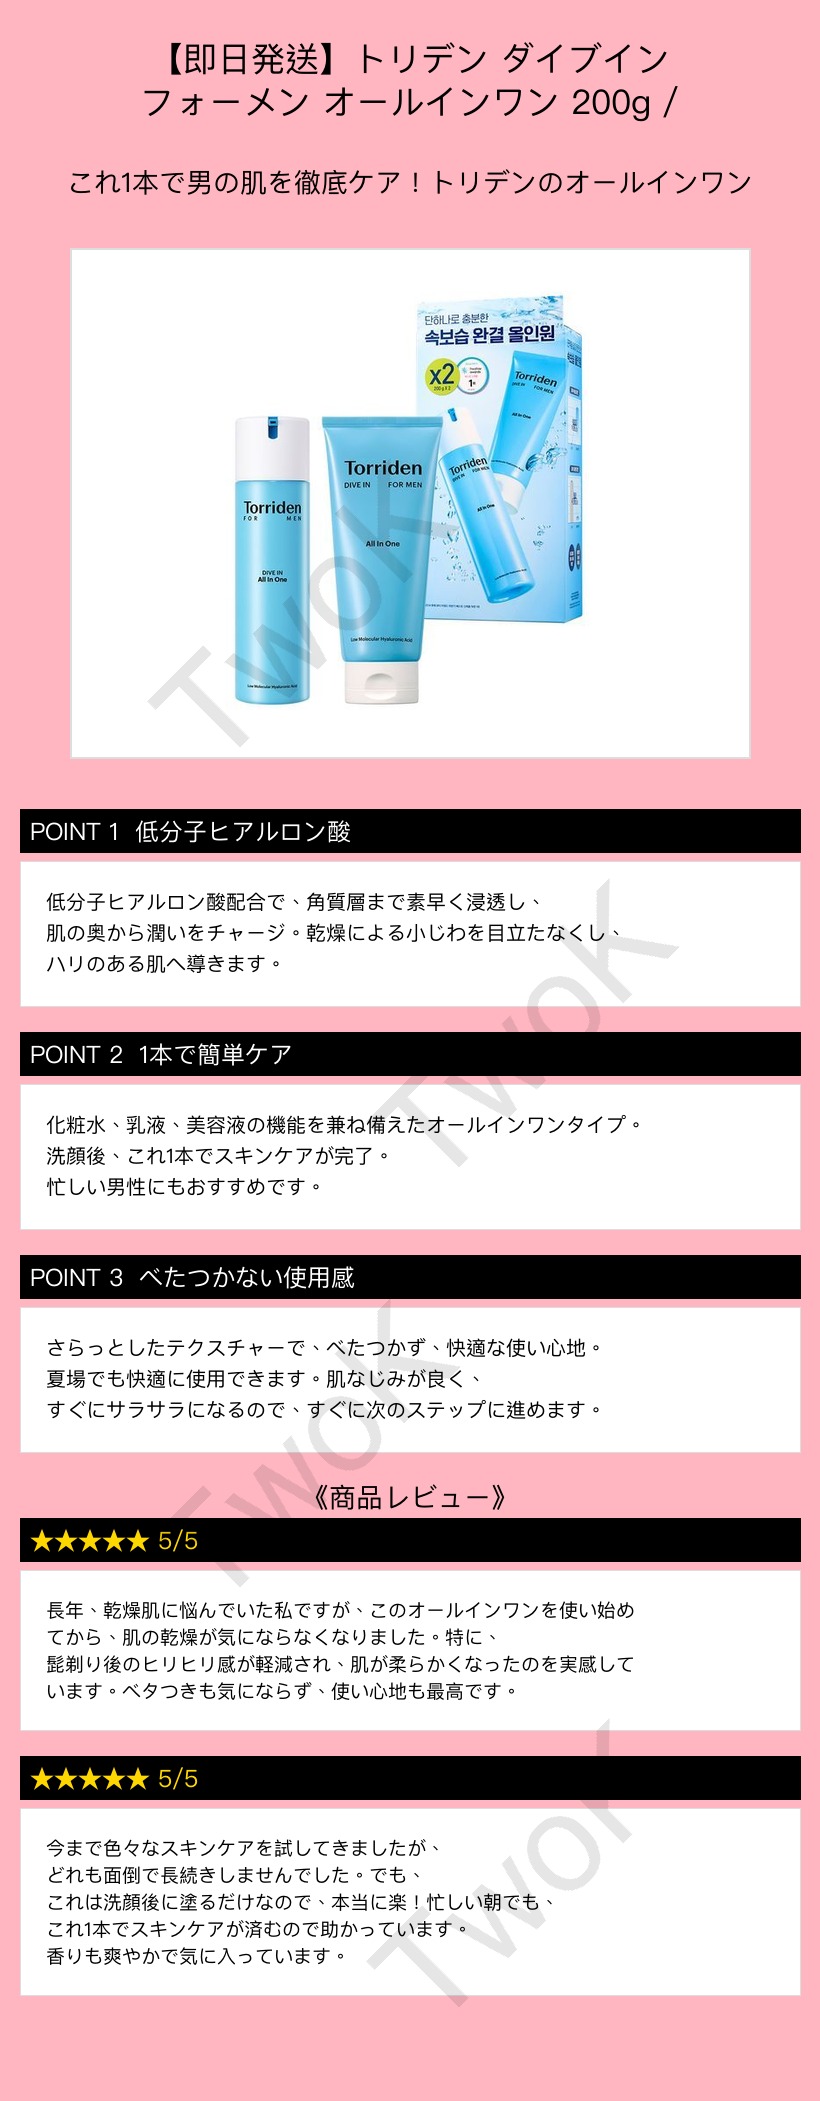 【即日発送】トリデン ダイブイン
フォーメン オールインワン 200g /
これ1本で男の肌を徹底ケア！トリデンのオールインワン
단하나로 충분한
속보습 완결 올인원
x2
200 g X 2
1
Torriden
DIVE IN FOR MEN
All In One
Torriden
DIVE IN FOR MEN
All In One
Torriden
DIVE IN FOR MEN
All In One
Low Molecular Hyaluronic Acid
Torriden
FOR MEN
DIVE IN
All In One
Low Molecular Hyaluronic Acid
TwoK
POINT 1 低分子ヒアルロン酸
低分子ヒアルロン酸配合で、角質層まで素早く浸透し、
肌の奥から潤いをチャージ。乾燥による小じわを目立たなくし、
ハリのある肌へ導きます。
TwoK
POINT 2 1本で簡単ケア
化粧水、乳液、美容液の機能を兼ね備えたオールインワンタイプ。
洗顔後、これ1本でスキンケアが完了。
忙しい男性にもおすすめです。
POINT 3 べたつかない使用感
さらっとしたテクスチャーで、べたつかず、快適な使い心地。
夏場でも快適に使用できます。肌なじみが良く、
すぐにサラサラになるので、すぐに次のステップに進めます。
TwoK
《商品レビュー》
★★★★★ 5/5
長年、乾燥肌に悩んでいた私ですが、このオールインワンを使い始め
てから、肌の乾燥が気にならなくなりました。特に、
髭剃り後のヒリヒリ感が軽減され、肌が柔らかくなったのを実感して
います。ベタつきも気にならず、使い心地も最高です。
★★★★★ 5/5
今まで色々なスキンケアを試してきましたが、
どれも面倒で長続きしませんでした。でも、
これは洗顔後に塗るだけなので、本当に楽！忙しい朝でも、
これ1本でスキンケアが済むので助かっています。
香りも爽やかで気に入っています。
TwoK